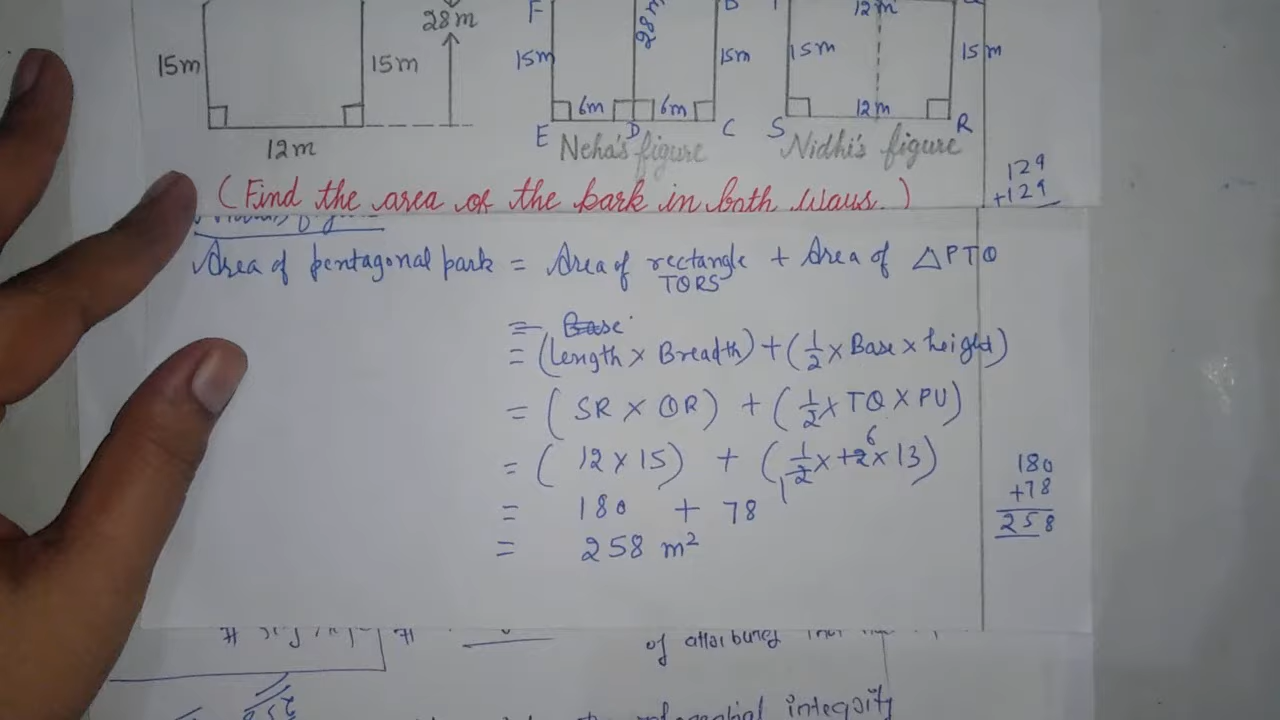 28m
F
28m
12m
15m
15m
15m
15m
15m
15m
6m
6m
12m
E
D
C
S
R
12m
Neha's figure
Nidhi's figure
(Find the area of the park in both ways.)
129
+129
Area of pentagonal park = Area of rectangle + Area of △PTQ
TQRS
= Base
= (length × Breadth) + (1/2 × Base × height)
= (SR × QR) + (1/2 × TQ × PU)
6
= (12 × 15) + (1/2 × 12 × 13)
1
= 180 + 78
= 258 m²
180
+78
258
of
integrity